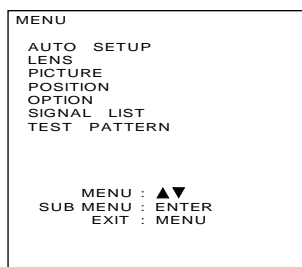 MENU
AUTO SETUP
LENS
PICTURE
POSITION
OPTION
SIGNAL LIST
TEST PATTERN
MENU : ▲▼
SUB MENU : ENTER
EXIT : MENU